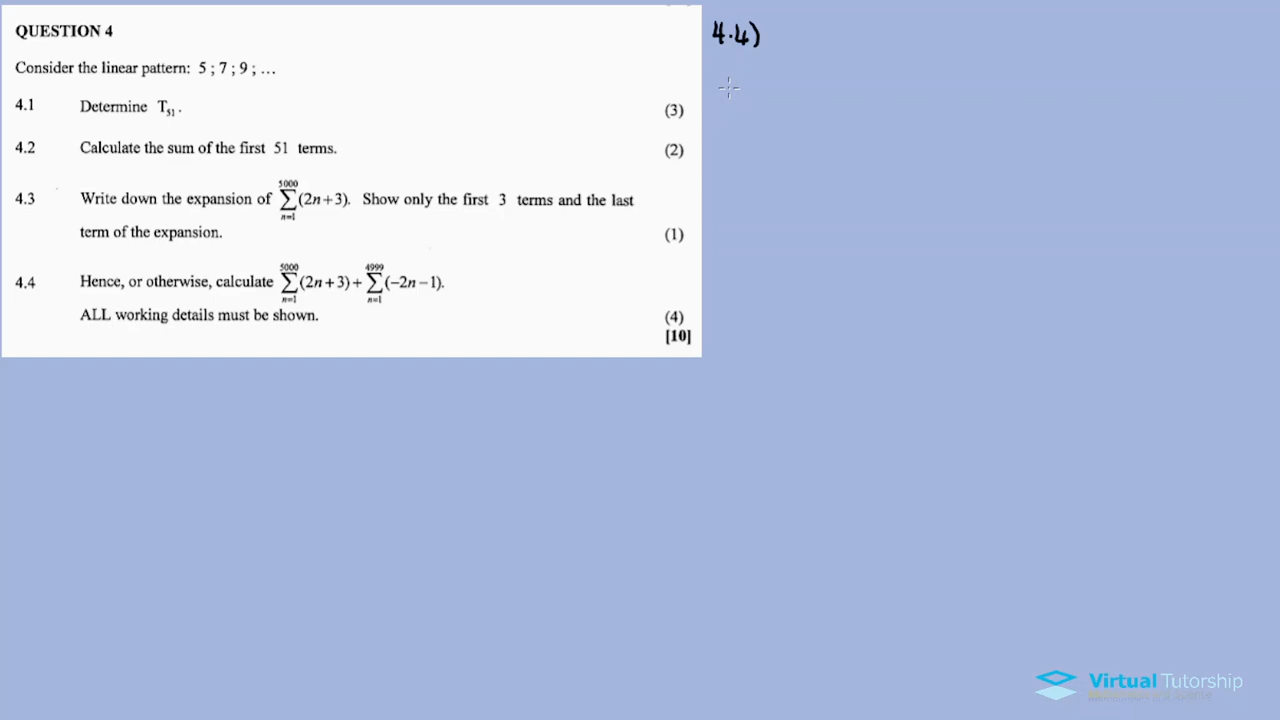 QUESTION 4
Consider the linear pattern: 5 ; 7 ; 9 ; ...
4.1 Determine T₅₁. (3)
4.2 Calculate the sum of the first 51 terms. (2)
4.3 Write down the expansion of ∑_{n=1}^{5000}(2n+3). Show only the first 3 terms and the last
term of the expansion. (1)
4.4 Hence, or otherwise, calculate ∑_{n=1}^{5000}(2n+3)+∑_{n=1}^{4999}(−2n−1).
ALL working details must be shown. (4)
[10]
4.4)
Virtual Tutorship